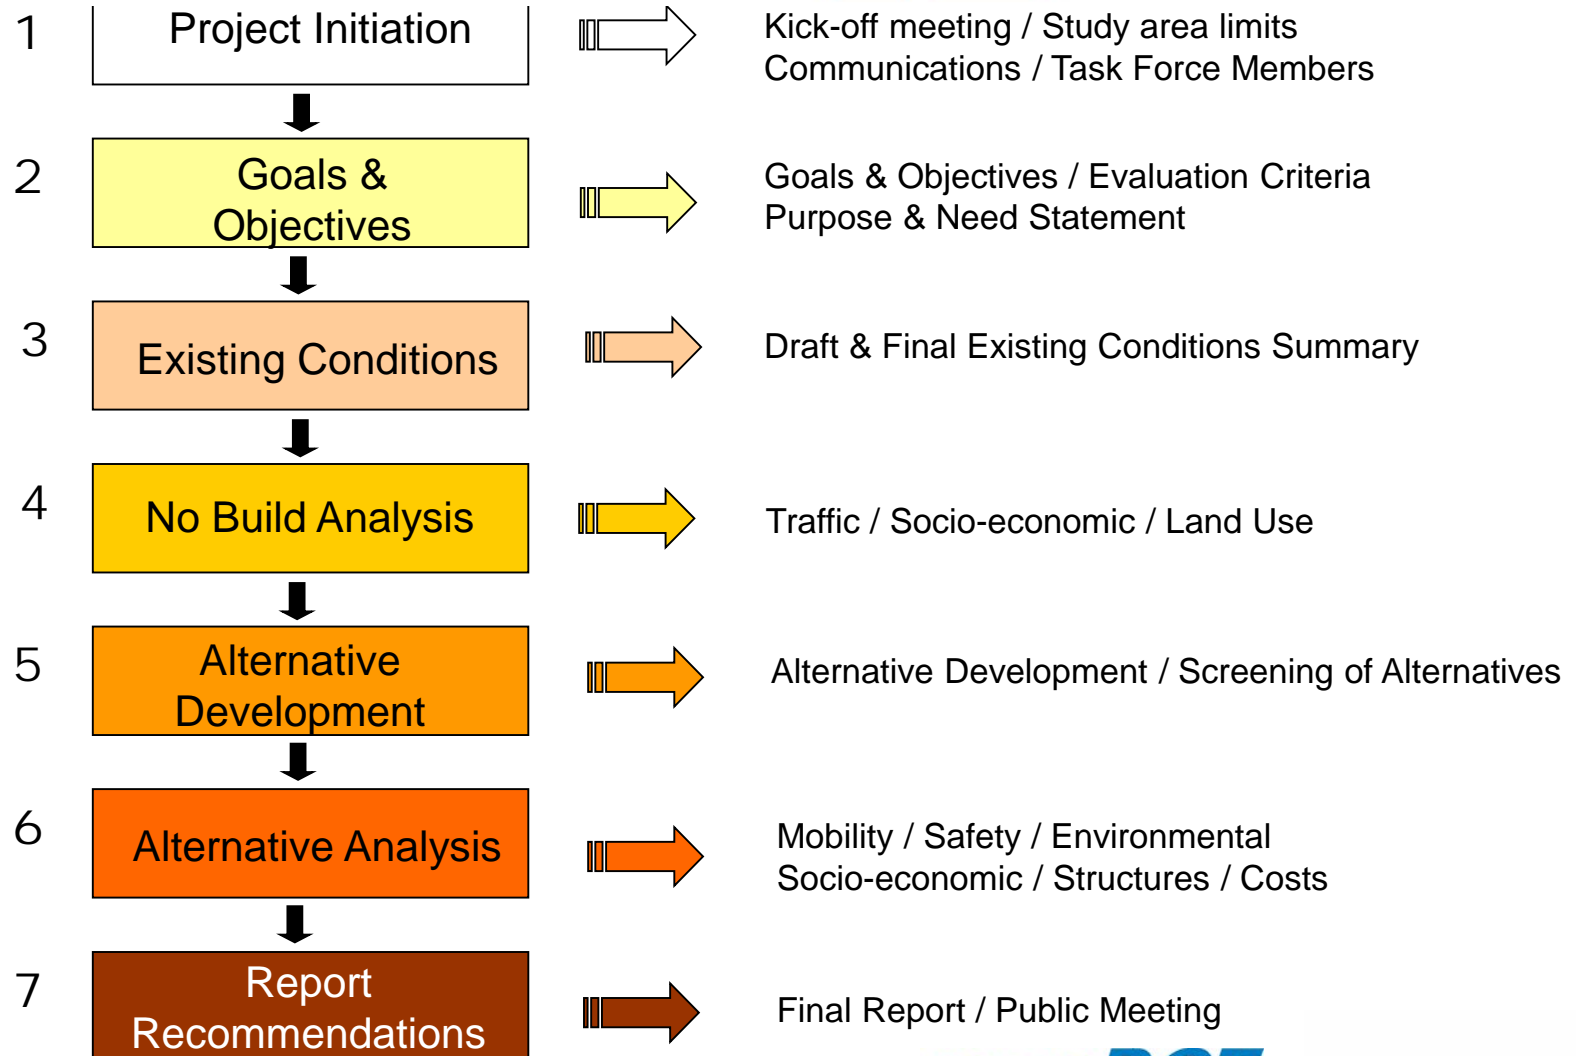 1
Project Initiation
Kick-off meeting / Study area limits
Communications / Task Force Members
2
Goals &
Objectives
Goals & Objectives / Evaluation Criteria
Purpose & Need Statement
3
Existing Conditions
Draft & Final Existing Conditions Summary
4
No Build Analysis
Traffic / Socio-economic / Land Use
5
Alternative
Development
Alternative Development / Screening of Alternatives
6
Alternative Analysis
Mobility / Safety / Environmental
Socio-economic / Structures / Costs
7
Report
Recommendations
Final Report / Public Meeting